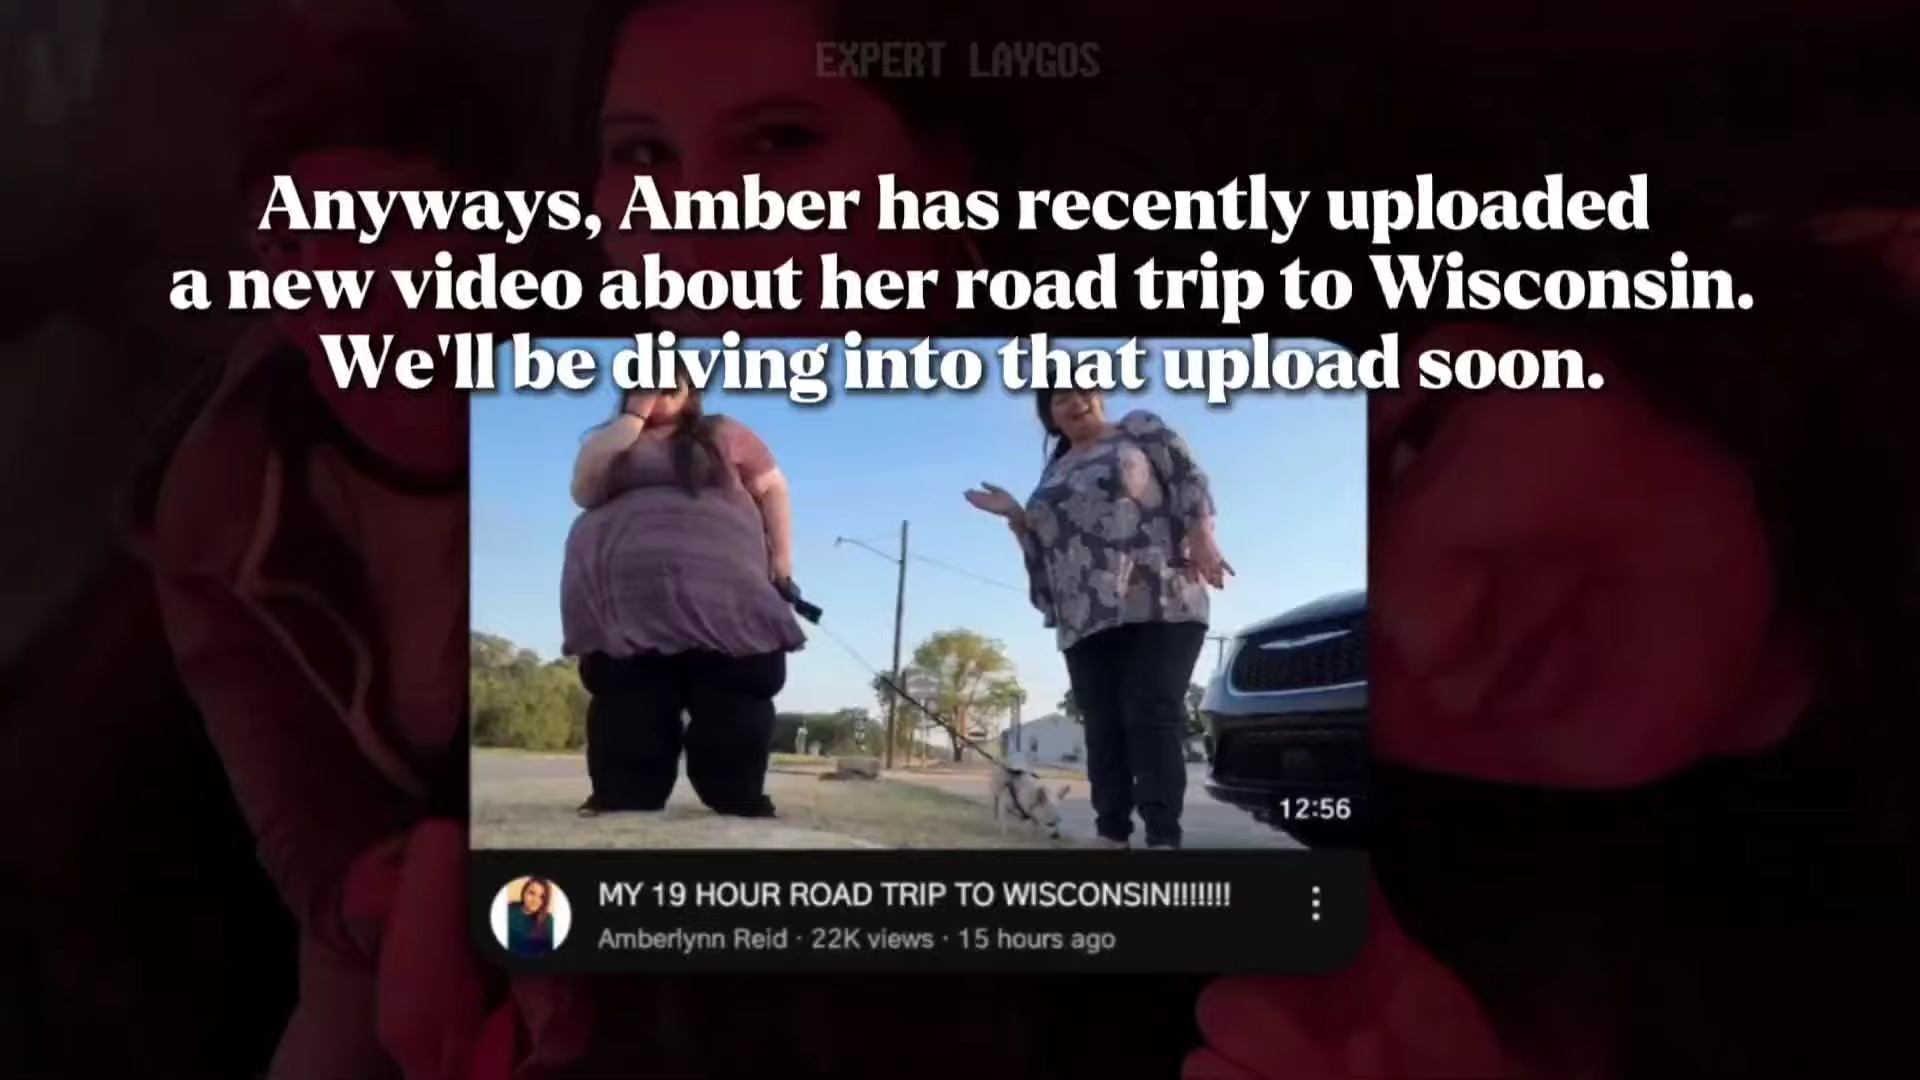 EXPERT LAYGOS
Anyways, Amber has recently uploaded
a new video about her road trip to Wisconsin.
We'll be diving into that upload soon.
12:56
MY 19 HOUR ROAD TRIP TO WISCONSIN!!!!!!!
Amberlynn Reid · 22K views · 15 hours ago